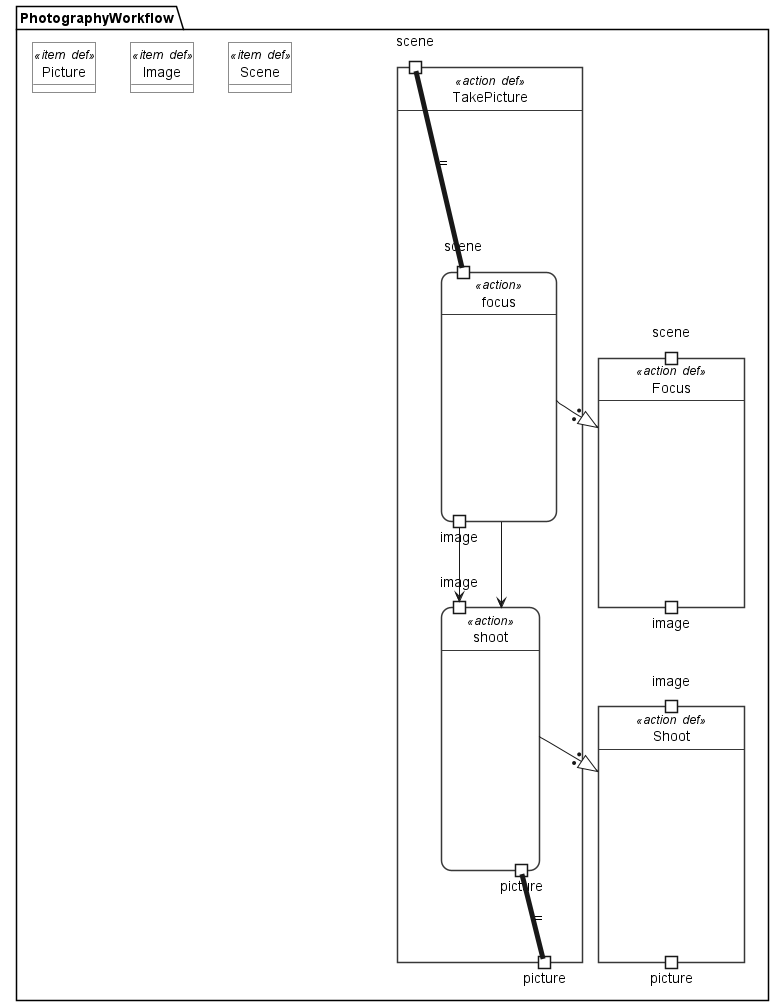 PhotographyWorkflow
«item def»
Picture
«item def»
Image
«item def»
Scene
scene
«action def»
TakePicture
=
scene
«action»
focus
scene
«action def»
Focus
image
image
image
«action»
shoot
image
«action def»
Shoot
picture
=
picture
picture